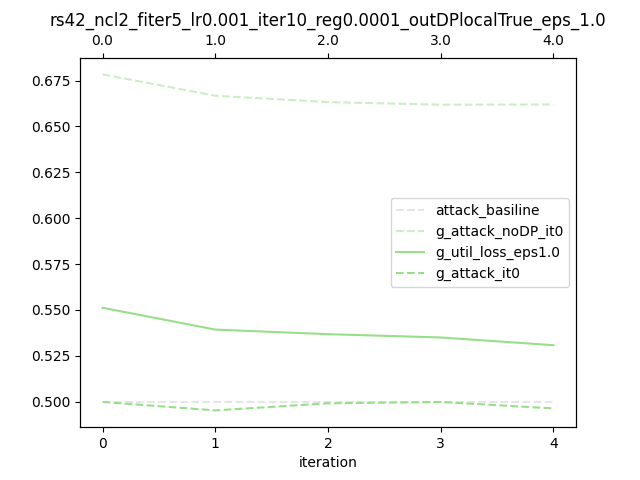 rs42_ncl2_fiter5_lr0.001_iter10_reg0.0001_outDPlocalTrue_eps_1.0
0.0 1.0 2.0 3.0 4.0
0.675
0.650
0.625
0.600
0.575
0.550
0.525
0.500
attack_basiline
g_attack_noDP_it0
g_util_loss_eps1.0
g_attack_it0
0 1 2 3 4
iteration